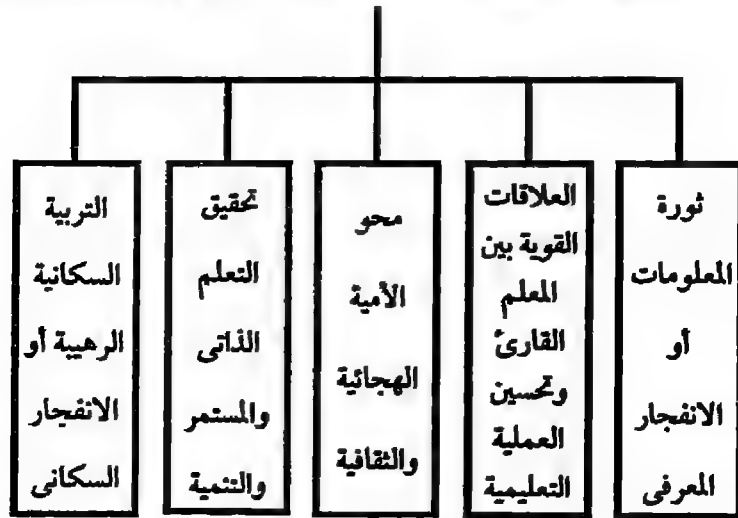 ثورة
المعلومات
أو
الانفجار
المعرفى
العلاقات
القوية بين
المعلم
القارئ
وتحسين
العملية
التعليمية
محو
الأمية
الهجائية
والثقافية
تحقيق
التعلم
الذاتى
والمستمر
والتنمية
التربية
السكانية
الرهيبة أو
الانفجار
السكانى